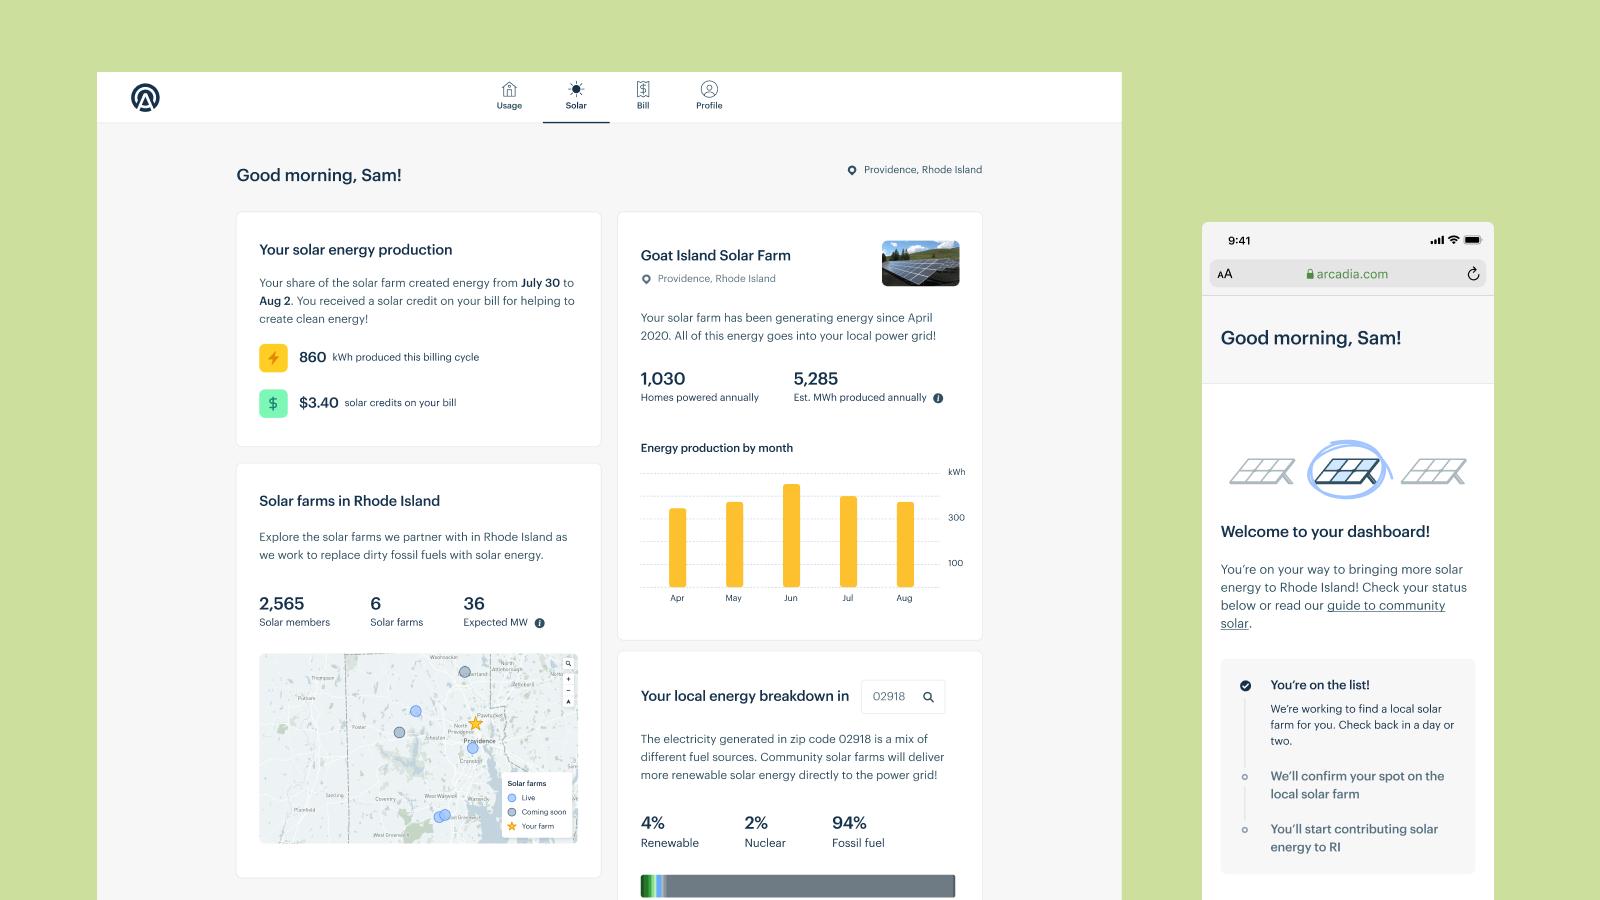 Usage
Solar
Bill
Profile
Good morning, Sam!
Providence, Rhode Island
Your solar energy production
Your share of the solar farm created energy from July 30 to
Aug 2. You received a solar credit on your bill for helping to
create clean energy!
860 kWh produced this billing cycle
$
$3.40 solar credits on your bill
Solar farms in Rhode Island
Explore the solar farms we partner with in Rhode Island as
we work to replace dirty fossil fuels with solar energy.
2,565
Solar members
6
Solar farms
36
Expected MW
Woonsocket
North
Attleborough
Thompson
Putnam
Attleboro
Foster
Pawtucket
North
Providence
Johnston
Providence
Cranston
Sterling
Plainfield
Coventry
West Warwick
Warwick
West Greenwich
Solar farms
Live
Coming soon
Your farm
Goat Island Solar Farm
Providence, Rhode Island
Your solar farm has been generating energy since April
2020. All of this energy goes into your local power grid!
1,030
Homes powered annually
5,285
Est. MWh produced annually
Energy production by month
kWh
300
100
Apr
May
Jun
Jul
Aug
Your local energy breakdown in
02918
The electricity generated in zip code 02918 is a mix of
different fuel sources. Community solar farms will deliver
more renewable solar energy directly to the power grid!
4%
Renewable
2%
Nuclear
94%
Fossil fuel
9:41
AA
arcadia.com
Good morning, Sam!
Welcome to your dashboard!
You're on your way to bringing more solar
energy to Rhode Island! Check your status
below or read our guide to community
solar.
You're on the list!
We're working to find a local solar
farm for you. Check back in a day or
two.
We'll confirm your spot on the
local solar farm
You'll start contributing solar
energy to RI